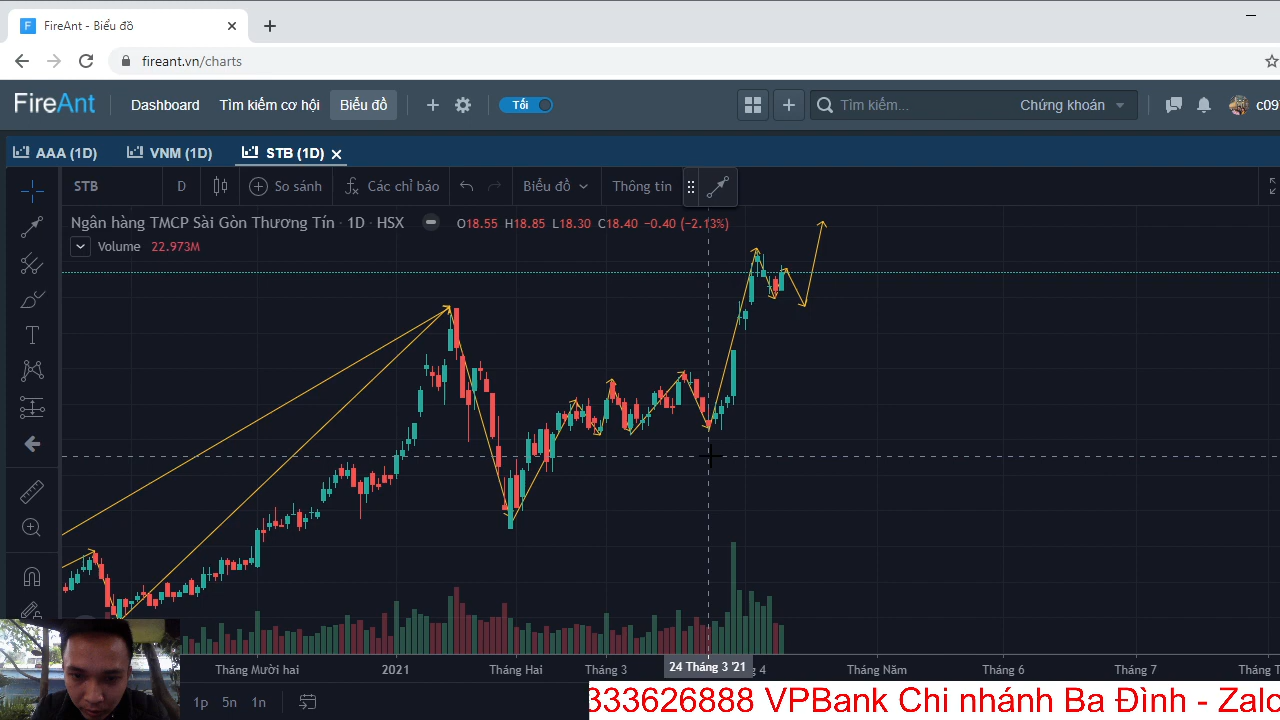 FireAnt - Biểu đồ
fireant.vn/charts
FireAnt Dashboard Tìm kiếm cơ hội Biểu đồ Tối Tìm kiếm... Chứng khoán c09
AAA (1D) VNM (1D) STB (1D)
STB D So sánh Các chỉ báo Biểu đồ Thông tin
Ngân hàng TMCP Sài Gòn Thương Tín · 1D · HSX O18.55 H18.85 L18.30 C18.40 −0.40 (−2.13%)
Volume 22.973M
Tháng Mười hai 2021 Tháng Hai Tháng 3 24 Tháng 3 '21 4 Tháng Năm Tháng 6 Tháng 7
1p 5n 1n
333626888 VPBank Chi nhánh Ba Đình - Zalo